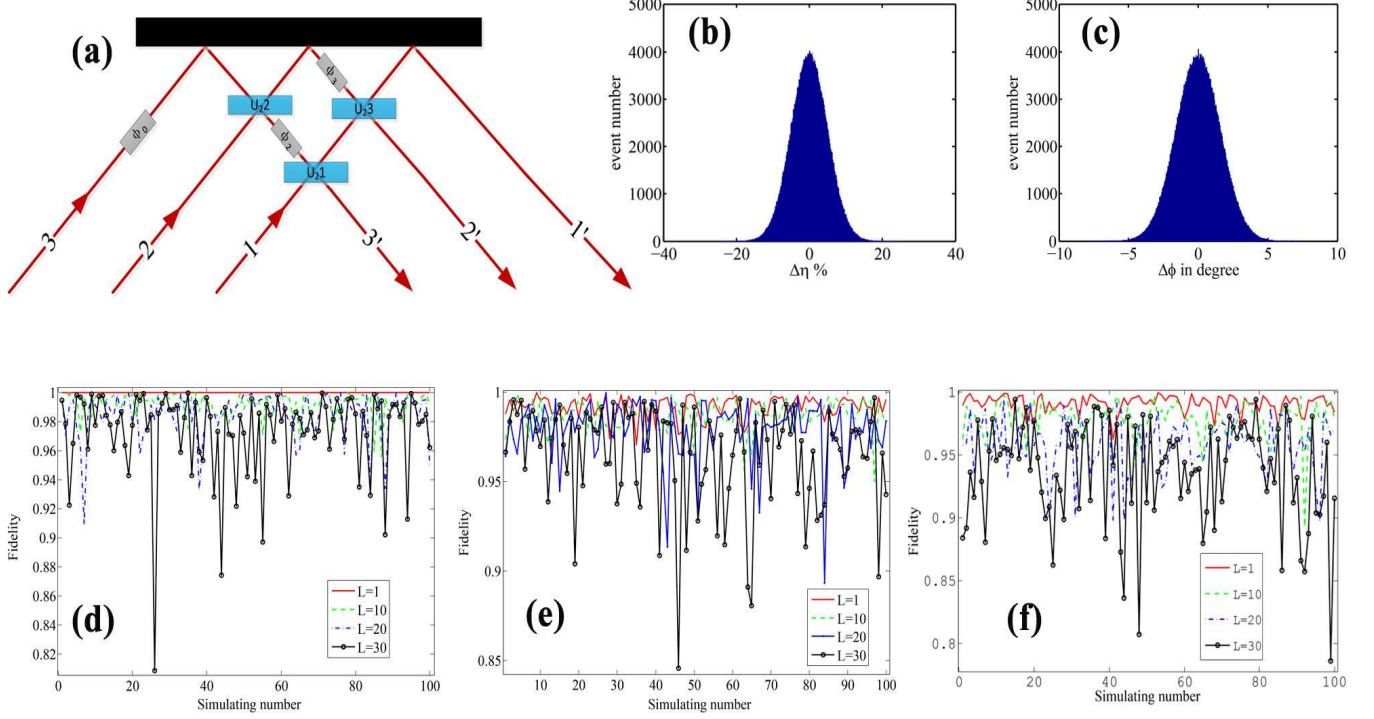 (a)
ϕ₀
U₂2
ϕ₃
U₂3
ϕ₂
U₂1
3
2
1
3'
2'
1'
(b)
5000
4000
3000
2000
1000
0
event number
−40
−20
0
20
40
Δη %
(c)
5000
4000
3000
2000
1000
0
event number
−10
−5
0
5
10
Δϕ in degree
1
0.98
0.96
0.94
0.92
0.9
0.88
0.86
0.84
0.82
Fidelity
(d)
L=1
L=10
L=20
L=30
0
20
40
60
80
100
Simulating number
1
0.95
0.9
0.85
Fidelity
(e)
L=1
L=10
L=20
L=30
10
20
30
40
50
60
70
80
90
100
Simulating number
1
0.95
0.9
0.85
0.8
Fidelity
(f)
L=1
L=10
L=20
L=30
0
20
40
60
80
100
Simulating number